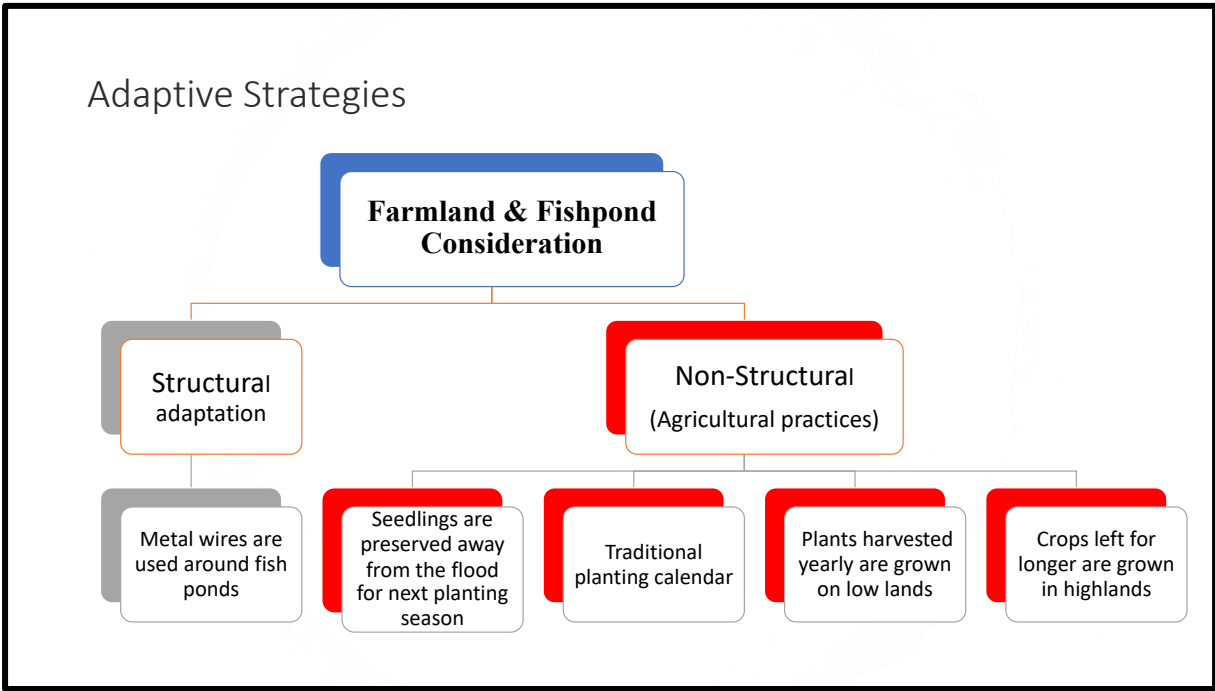 Adaptive Strategies
Farmland & Fishpond
Consideration
Structural
adaptation
Non-Structural
(Agricultural practices)
Metal wires are
used around fish
ponds
Seedlings are
preserved away
from the flood
for next planting
season
Traditional
planting calendar
Plants harvested
yearly are grown
on low lands
Crops left for
longer are grown
in highlands